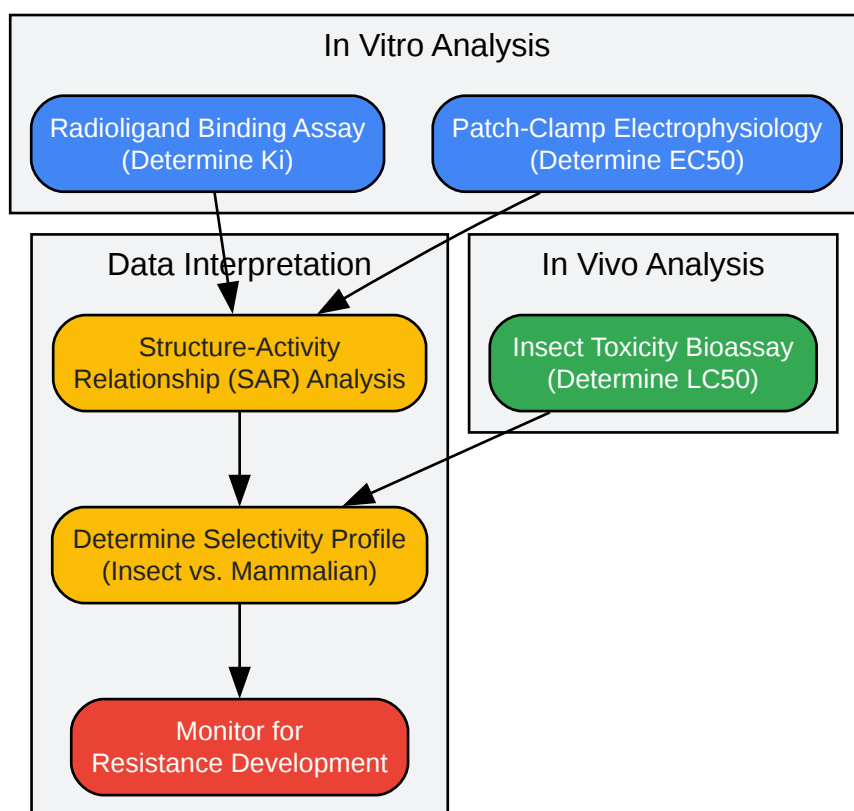 In Vitro Analysis
Radioligand Binding Assay
(Determine Ki)
Patch-Clamp Electrophysiology
(Determine EC50)
Data Interpretation
In Vivo Analysis
Structure-Activity
Relationship (SAR) Analysis
Insect Toxicity Bioassay
(Determine LC50)
Determine Selectivity Profile
(Insect vs. Mammalian)
Monitor for
Resistance Development